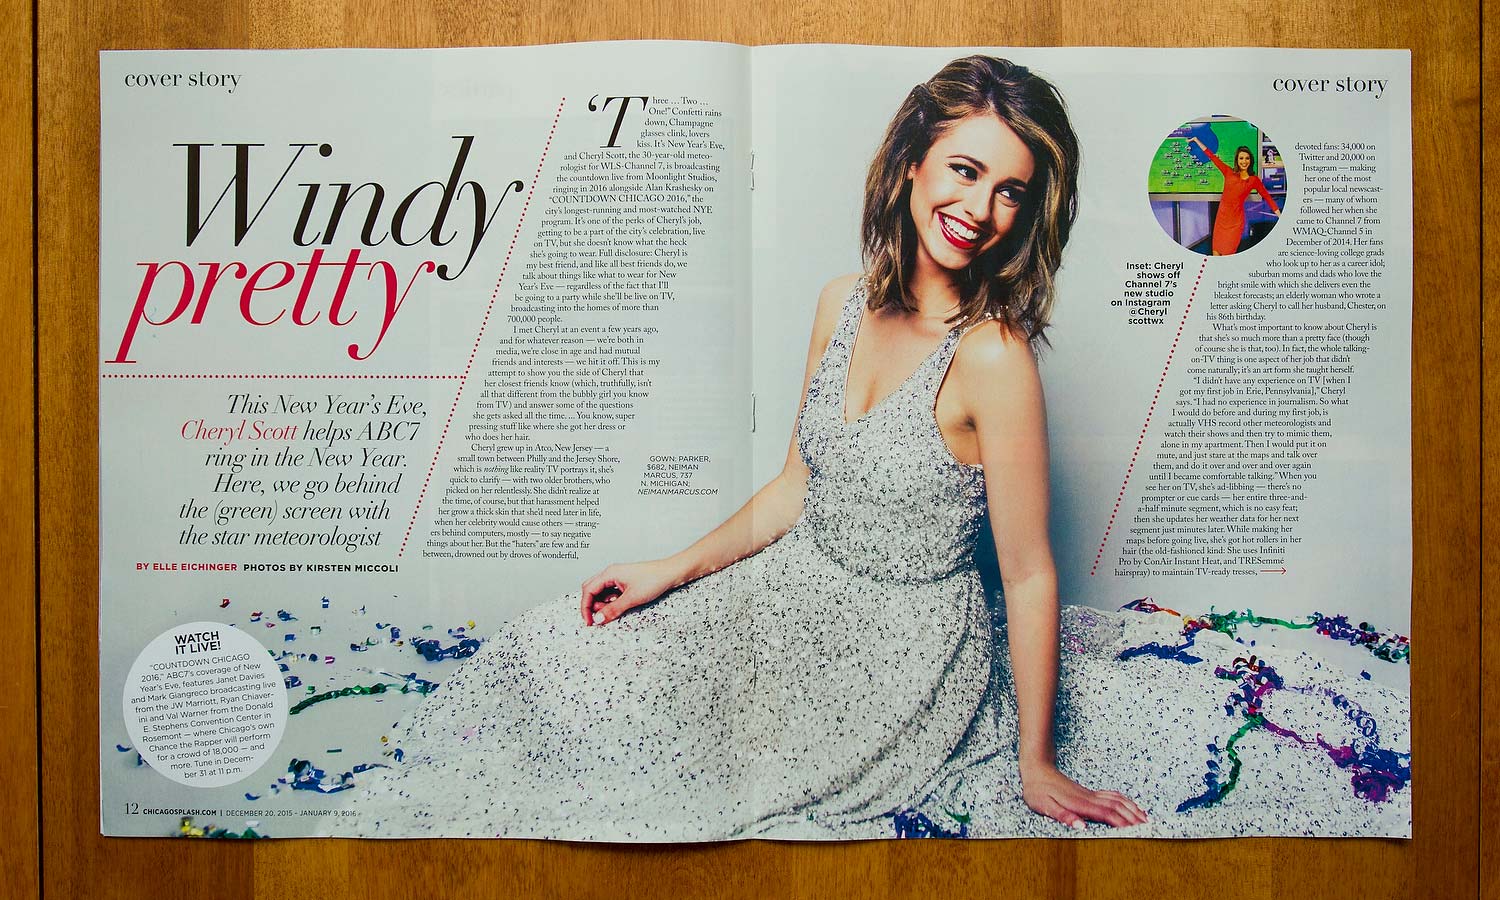 cover story
Windy
pretty
This New Year's Eve,
Cheryl Scott helps ABC7
ring in the New Year.
Here, we go behind
the (green) screen with
the star meteorologist
BY ELLE EICHINGER PHOTOS BY KIRSTEN MICCOLI
WATCH
IT LIVE!
"COUNTDOWN CHICAGO
2016," ABC7's coverage of New
Year's Eve, features Janet Davies
and Mark Giangreco broadcasting live
from the JW Marriott, Ryan Chiaver-
ini and Val Warner from the Donald
E. Stephens Convention Center in
Rosemont — where Chicago's own
Chance the Rapper will perform
for a crowd of 18,000 — and
more. Tune in Decem-
ber 31 at 11 p.m.
12 CHICAGOSPLASH.COM | DECEMBER 20, 2015 – JANUARY 9, 2016
'Three ... Two ...
One!" Confetti rains
down, Champagne
glasses clink, lovers
kiss. It's New Year's Eve,
and Cheryl Scott, the 30-year-old meteo-
rologist for WLS-Channel 7, is broadcasting
the countdown live from Moonlight Studios,
ringing in 2016 alongside Alan Krashesky on
"COUNTDOWN CHICAGO 2016," the
city's longest-running and most-watched NYE
program. It's one of the perks of Cheryl's job,
getting to be a part of the city's celebration, live
on TV, but she doesn't know what the heck
she's going to wear. Full disclosure: Cheryl is
my best friend, and like all best friends do, we
talk about things like what to wear for New
Year's Eve — regardless of the fact that I'll
be going to a party while she'll be live on TV,
broadcasting into the homes of more than
700,000 people.
I met Cheryl at an event a few years ago,
and for whatever reason — we're both in
media, we're close in age and had mutual
friends and interests — we hit it off. This is my
attempt to show you the side of Cheryl that
her closest friends know (which, truthfully, isn't
all that different from the bubbly girl you know
from TV) and answer some of the questions
she gets asked all the time. ... You know, super
pressing stuff like where she got her dress or
who does her hair.
Cheryl grew up in Atco, New Jersey — a
small town between Philly and the Jersey Shore,
which is nothing like reality TV portrays it, she's
quick to clarify — with two older brothers, who
picked on her relentlessly. She didn't realize at
the time, of course, but that harassment helped
her grow a thick skin that she'd need later in life,
when her celebrity would cause others — strang-
ers behind computers, mostly — to say negative
things about her. But the "haters" are few and far
between, drowned out by droves of wonderful,
GOWN: PARKER,
$682, NEIMAN
MARCUS, 737
N. MICHIGAN;
NEIMANMARCUS.COM
cover story
Inset: Cheryl
shows off
Channel 7's
new studio
on Instagram
@Cheryl
scottwx
devoted fans: 34,000 on
Twitter and 20,000 on
Instagram — making
her one of the most
popular local newscast-
ers — many of whom
followed her when she
came to Channel 7 from
WMAQ-Channel 5 in
December of 2014. Her fans
are science-loving college grads
who look up to her as a career idol;
suburban moms and dads who love the
bright smile with which she delivers even the
bleakest forecasts; an elderly woman who wrote a
letter asking Cheryl to call her husband, Chester, on
his 86th birthday.
What's most important to know about Cheryl is
that she's so much more than a pretty face (though
of course she is that, too). In fact, the whole talking-
on-TV thing is one aspect of her job that didn't
come naturally; it's an art form she taught herself.
"I didn't have any experience on TV [when I
got my first job in Erie, Pennsylvania]," Cheryl
says. "I had no experience in journalism. So what
I would do before and during my first job, is
actually VHS record other meteorologists and
watch their shows and then try to mimic them,
alone in my apartment. Then I would put it on
mute, and just stare at the maps and talk over
them, and do it over and over and over again
until I became comfortable talking." When you
see her on TV, she's ad-libbing — there's no
prompter or cue cards — her entire three-and-
a-half minute segment, which is no easy feat;
then she updates her weather data for her next
segment just minutes later. While making her
maps before going live, she's got hot rollers in her
hair (the old-fashioned kind: She uses Infiniti
Pro by ConAir Instant Heat, and TRESemmé
hairspray) to maintain TV-ready tresses, →